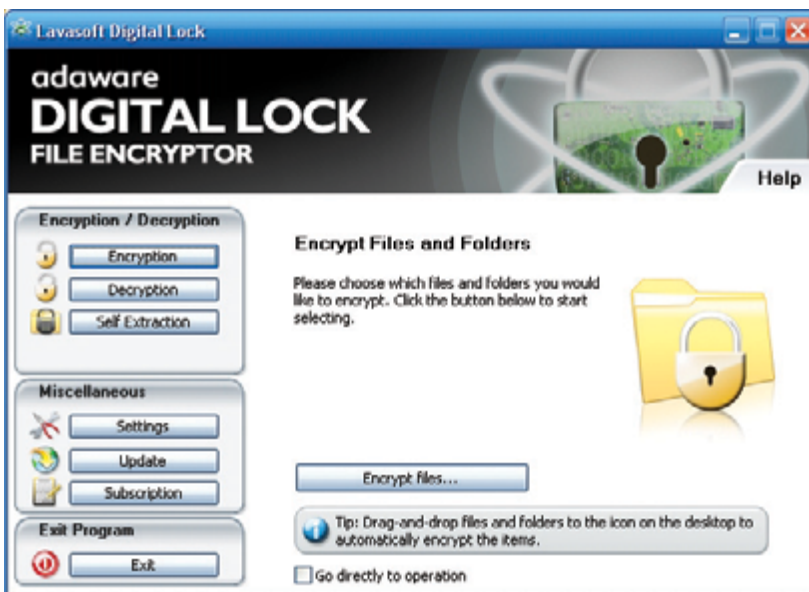 Lavasoft Digital Lock
adaware
DIGITAL LOCK
FILE ENCRYPTOR
Help
Encryption / Decryption
Encryption
Decryption
Self Extraction
Miscellaneous
Settings
Update
Subscription
Exit Program
Exit
Encrypt Files and Folders
Please choose which files and folders you would
like to encrypt. Click the button below to start
selecting.
Encrypt files...
Tip: Drag-and-drop files and folders to the icon on the desktop to
automatically encrypt the items.
Go directly to operation